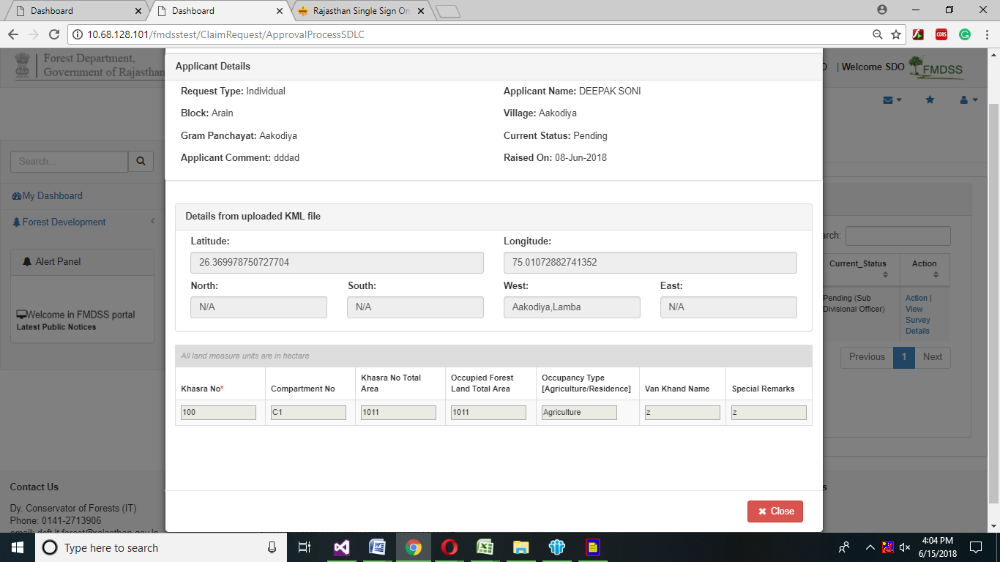 Dashboard
Dashboard
Rajasthan Single Sign On
10.68.128.101/fmdsstest/ClaimRequest/ApprovalProcessSDLC
Forest Department,
Government of Rajasthan
| Welcome SDO
FMDSS
Search...
My Dashboard
Forest Development
Alert Panel
Welcome in FMDSS portal
Latest Public Notices
Applicant Details
Request Type: Individual
Applicant Name: DEEPAK SONI
Block: Arain
Village: Aakodiya
Gram Panchayat: Aakodiya
Current Status: Pending
Applicant Comment: dddad
Raised On: 08-Jun-2018
Details from uploaded KML file
Latitude:
Longitude:
26.369978750727704
75.01072882741352
North:
South:
West:
East:
N/A
N/A
Aakodiya,Lamba
N/A
All land measure units are in hectare
Khasra No*
Compartment No
Khasra No Total
Area
Occupied Forest
Land Total Area
Occupancy Type
[Agriculture/Residence]
Van Khand Name
Special Remarks
100
C1
1011
1011
Agriculture
z
z
Close
arch:
Current_Status
Action
Pending (Sub
Divisional Officer)
Action |
View
Survey
Details
Previous
1
Next
Contact Us
Dy. Conservator of Forests (IT)
Phone: 0141-2713906
Type here to search
4:04 PM
6/15/2018